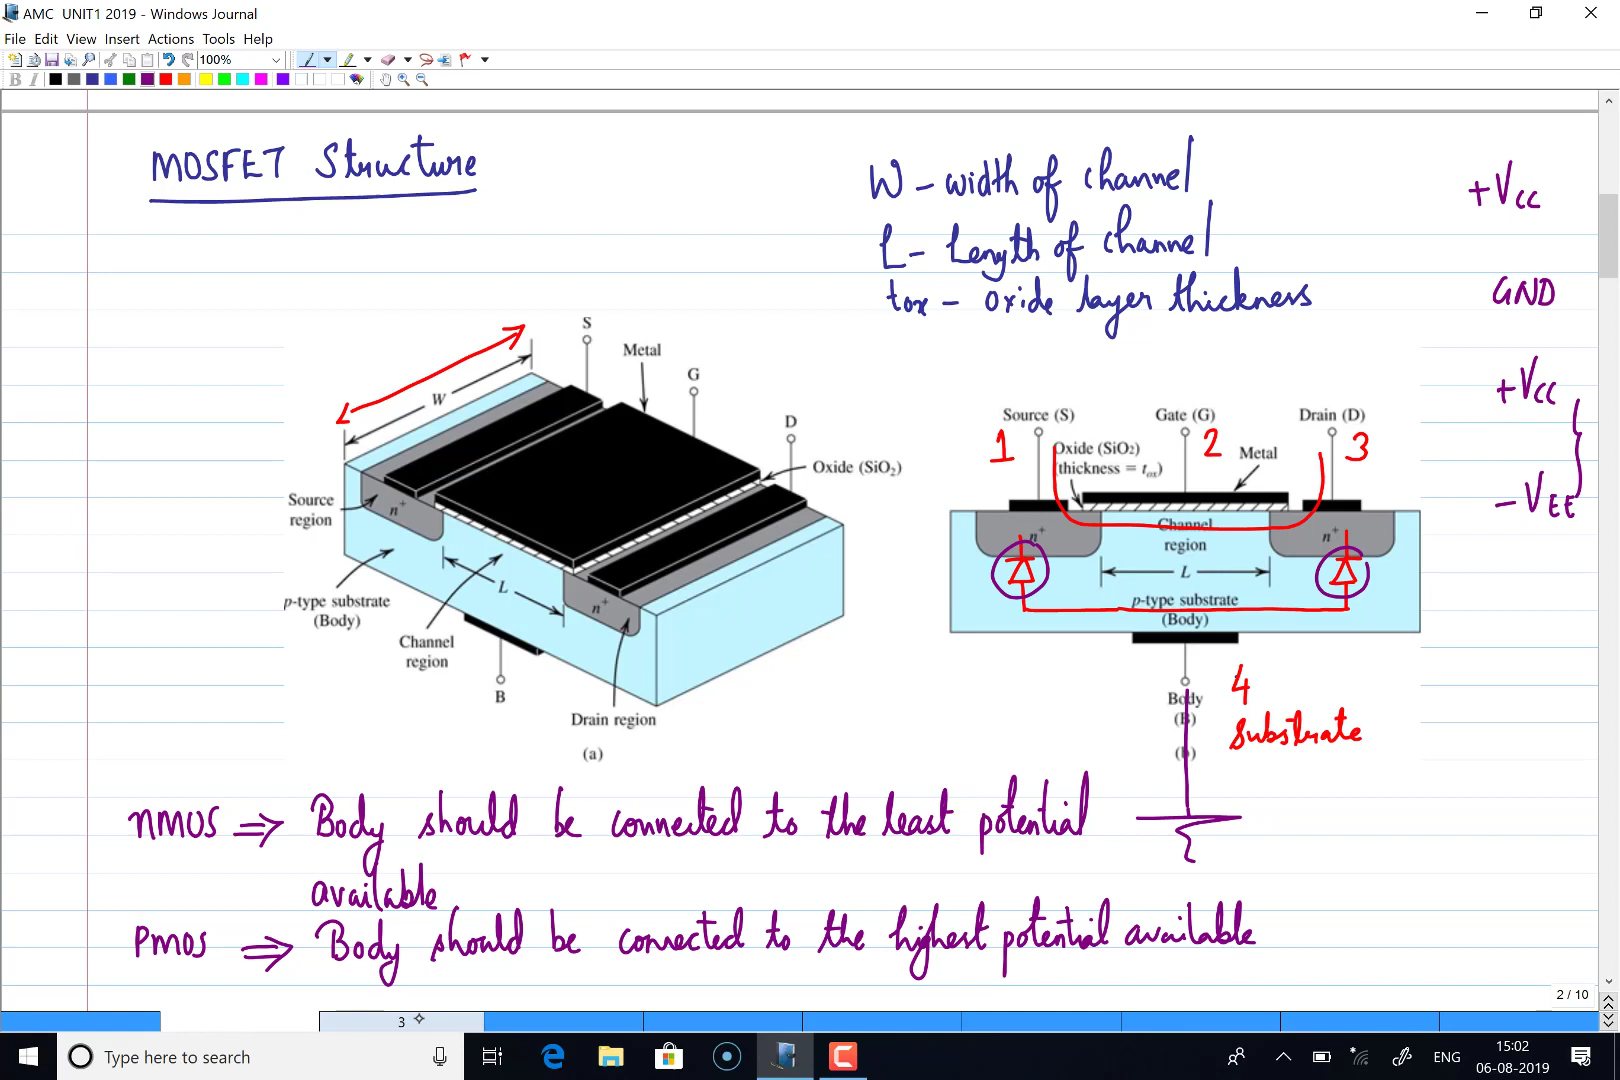 AMC UNIT1 2019 - Windows Journal
File Edit View Insert Actions Tools Help
100%
B I
MOSFET Structure
W - width of channel
L - Length of channel
tox - oxide layer thickness
+VCC
GND
+VCC
-VEE
S
Metal
G
W
D
Oxide (SiO2)
Source
region
n+
L
n+
p-type substrate
(Body)
Channel
region
B
Drain region
(a)
Source (S)
Gate (G)
Drain (D)
1
2
3
Oxide (SiO2)
(thickness = tox)
Metal
Channel
region
n+
n+
L
p-type substrate
(Body)
Body
(B)
(b)
4
Substrate
nMOS ⇒ Body should be connected to the least potential
available
PMOS ⇒ Body should be connected to the highest potential available
2 / 10
3
Type here to search
ENG
15:02
06-08-2019